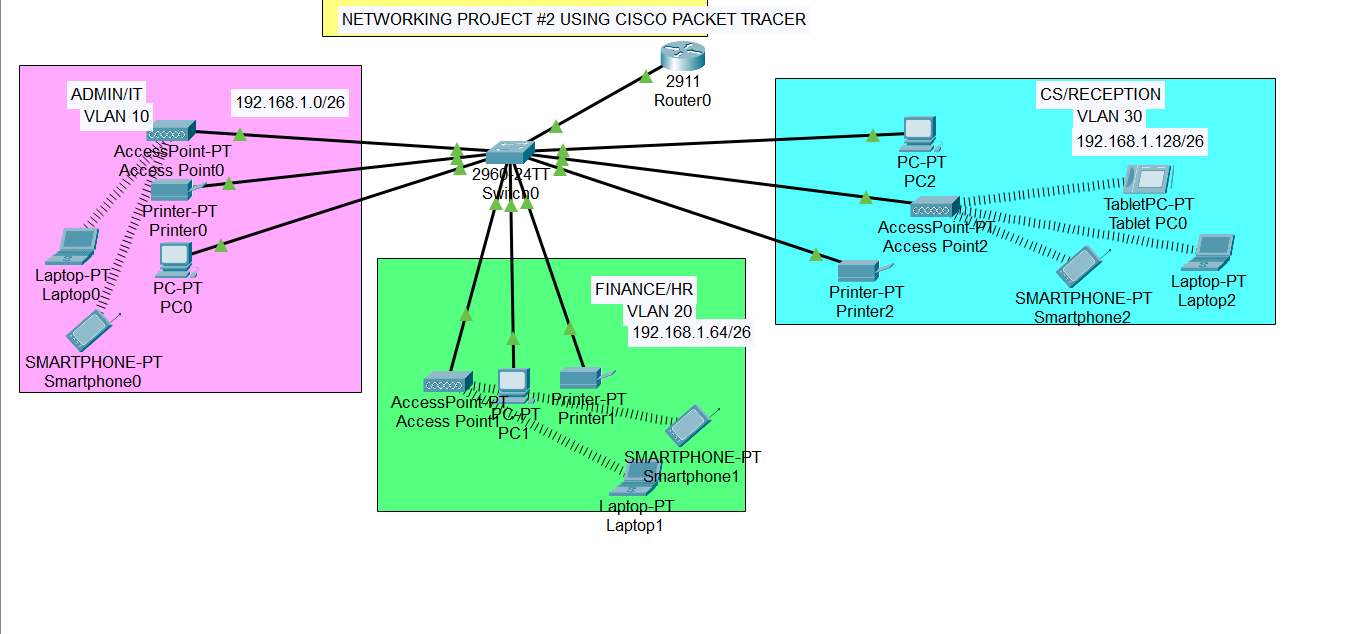 NETWORKING PROJECT #2 USING CISCO PACKET TRACER
2911
Router0
2960-24TT
Switch0
ADMIN/IT
VLAN 10
192.168.1.0/26
AccessPoint-PT
Access Point0
Printer-PT
Printer0
Laptop-PT
Laptop0
PC-PT
PC0
SMARTPHONE-PT
Smartphone0
FINANCE/HR
VLAN 20
192.168.1.64/26
AccessPoint-PT
Access Point1
PC-PT
PC1
Printer-PT
Printer1
SMARTPHONE-PT
Smartphone1
Laptop-PT
Laptop1
CS/RECEPTION
VLAN 30
192.168.1.128/26
PC-PT
PC2
TabletPC-PT
Tablet PC0
AccessPoint-PT
Access Point2
Laptop-PT
Laptop2
Printer-PT
Printer2
SMARTPHONE-PT
Smartphone2